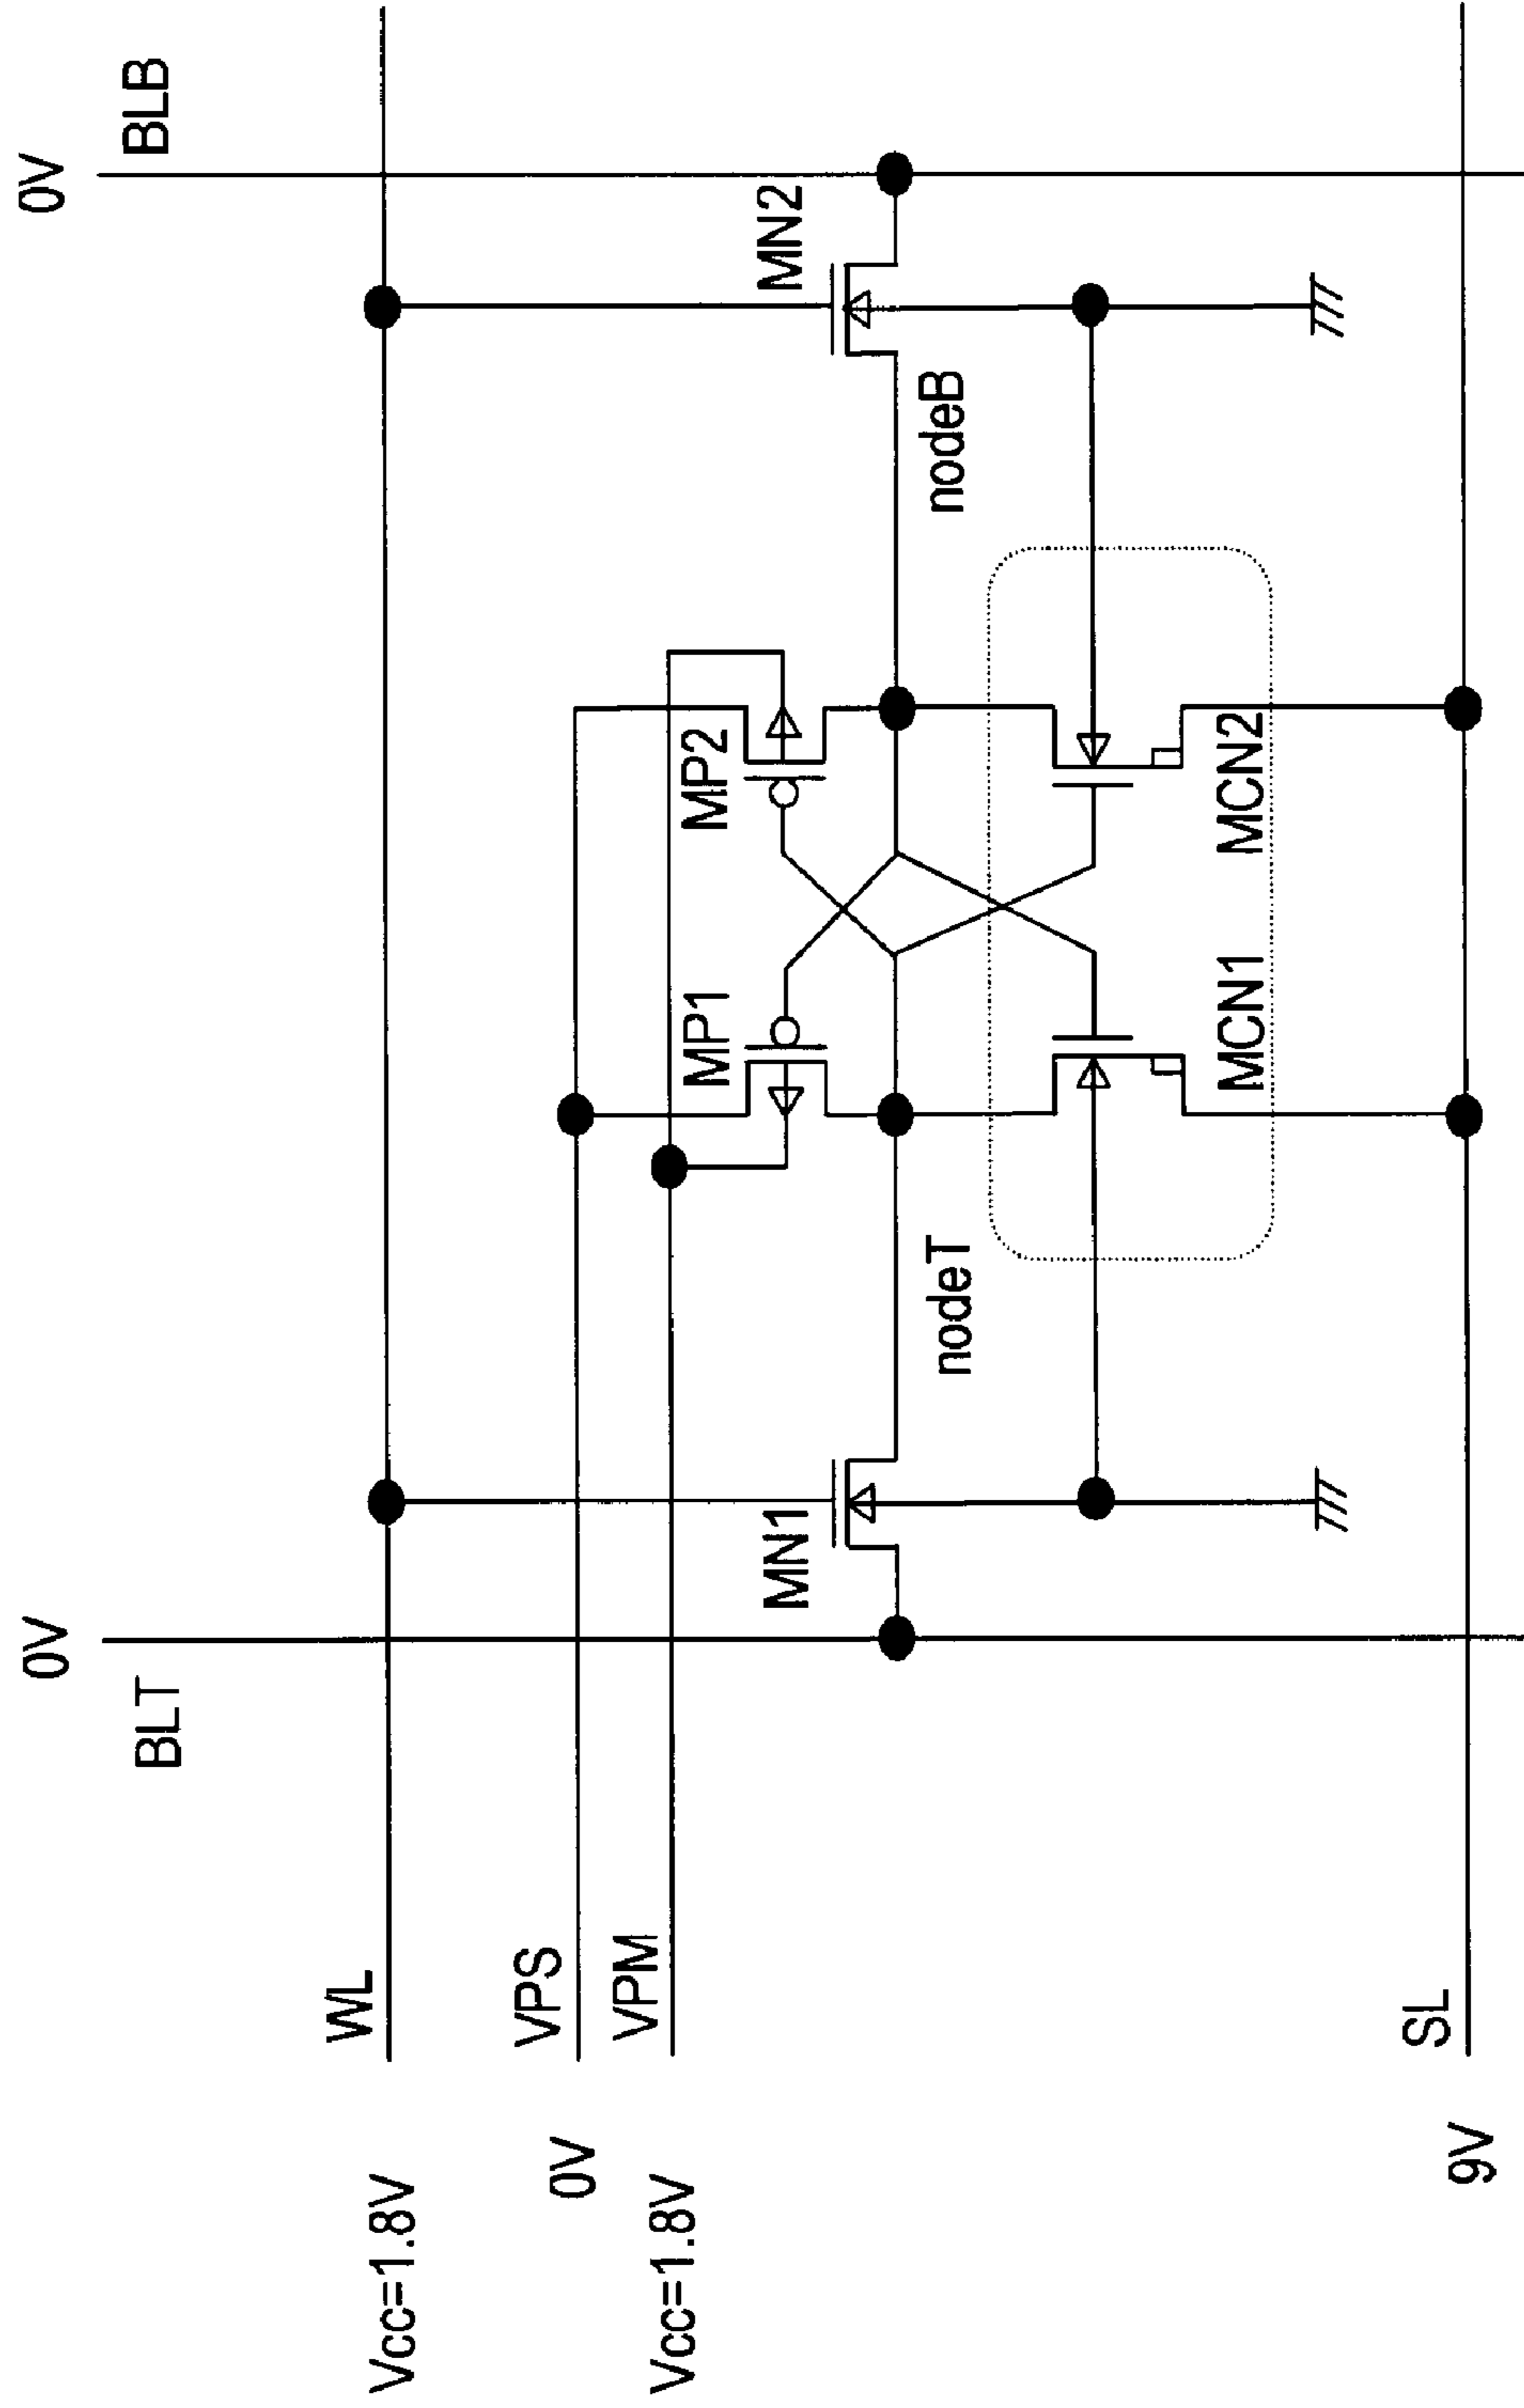 0V
0V
BLT
BLB
Vcc=1.8V
WL
0V
VPS
Vcc=1.8V
VPM
MP1
MP2
MN1
MN2
nodeT
nodeB
MCN1
MCN2
9V
SL